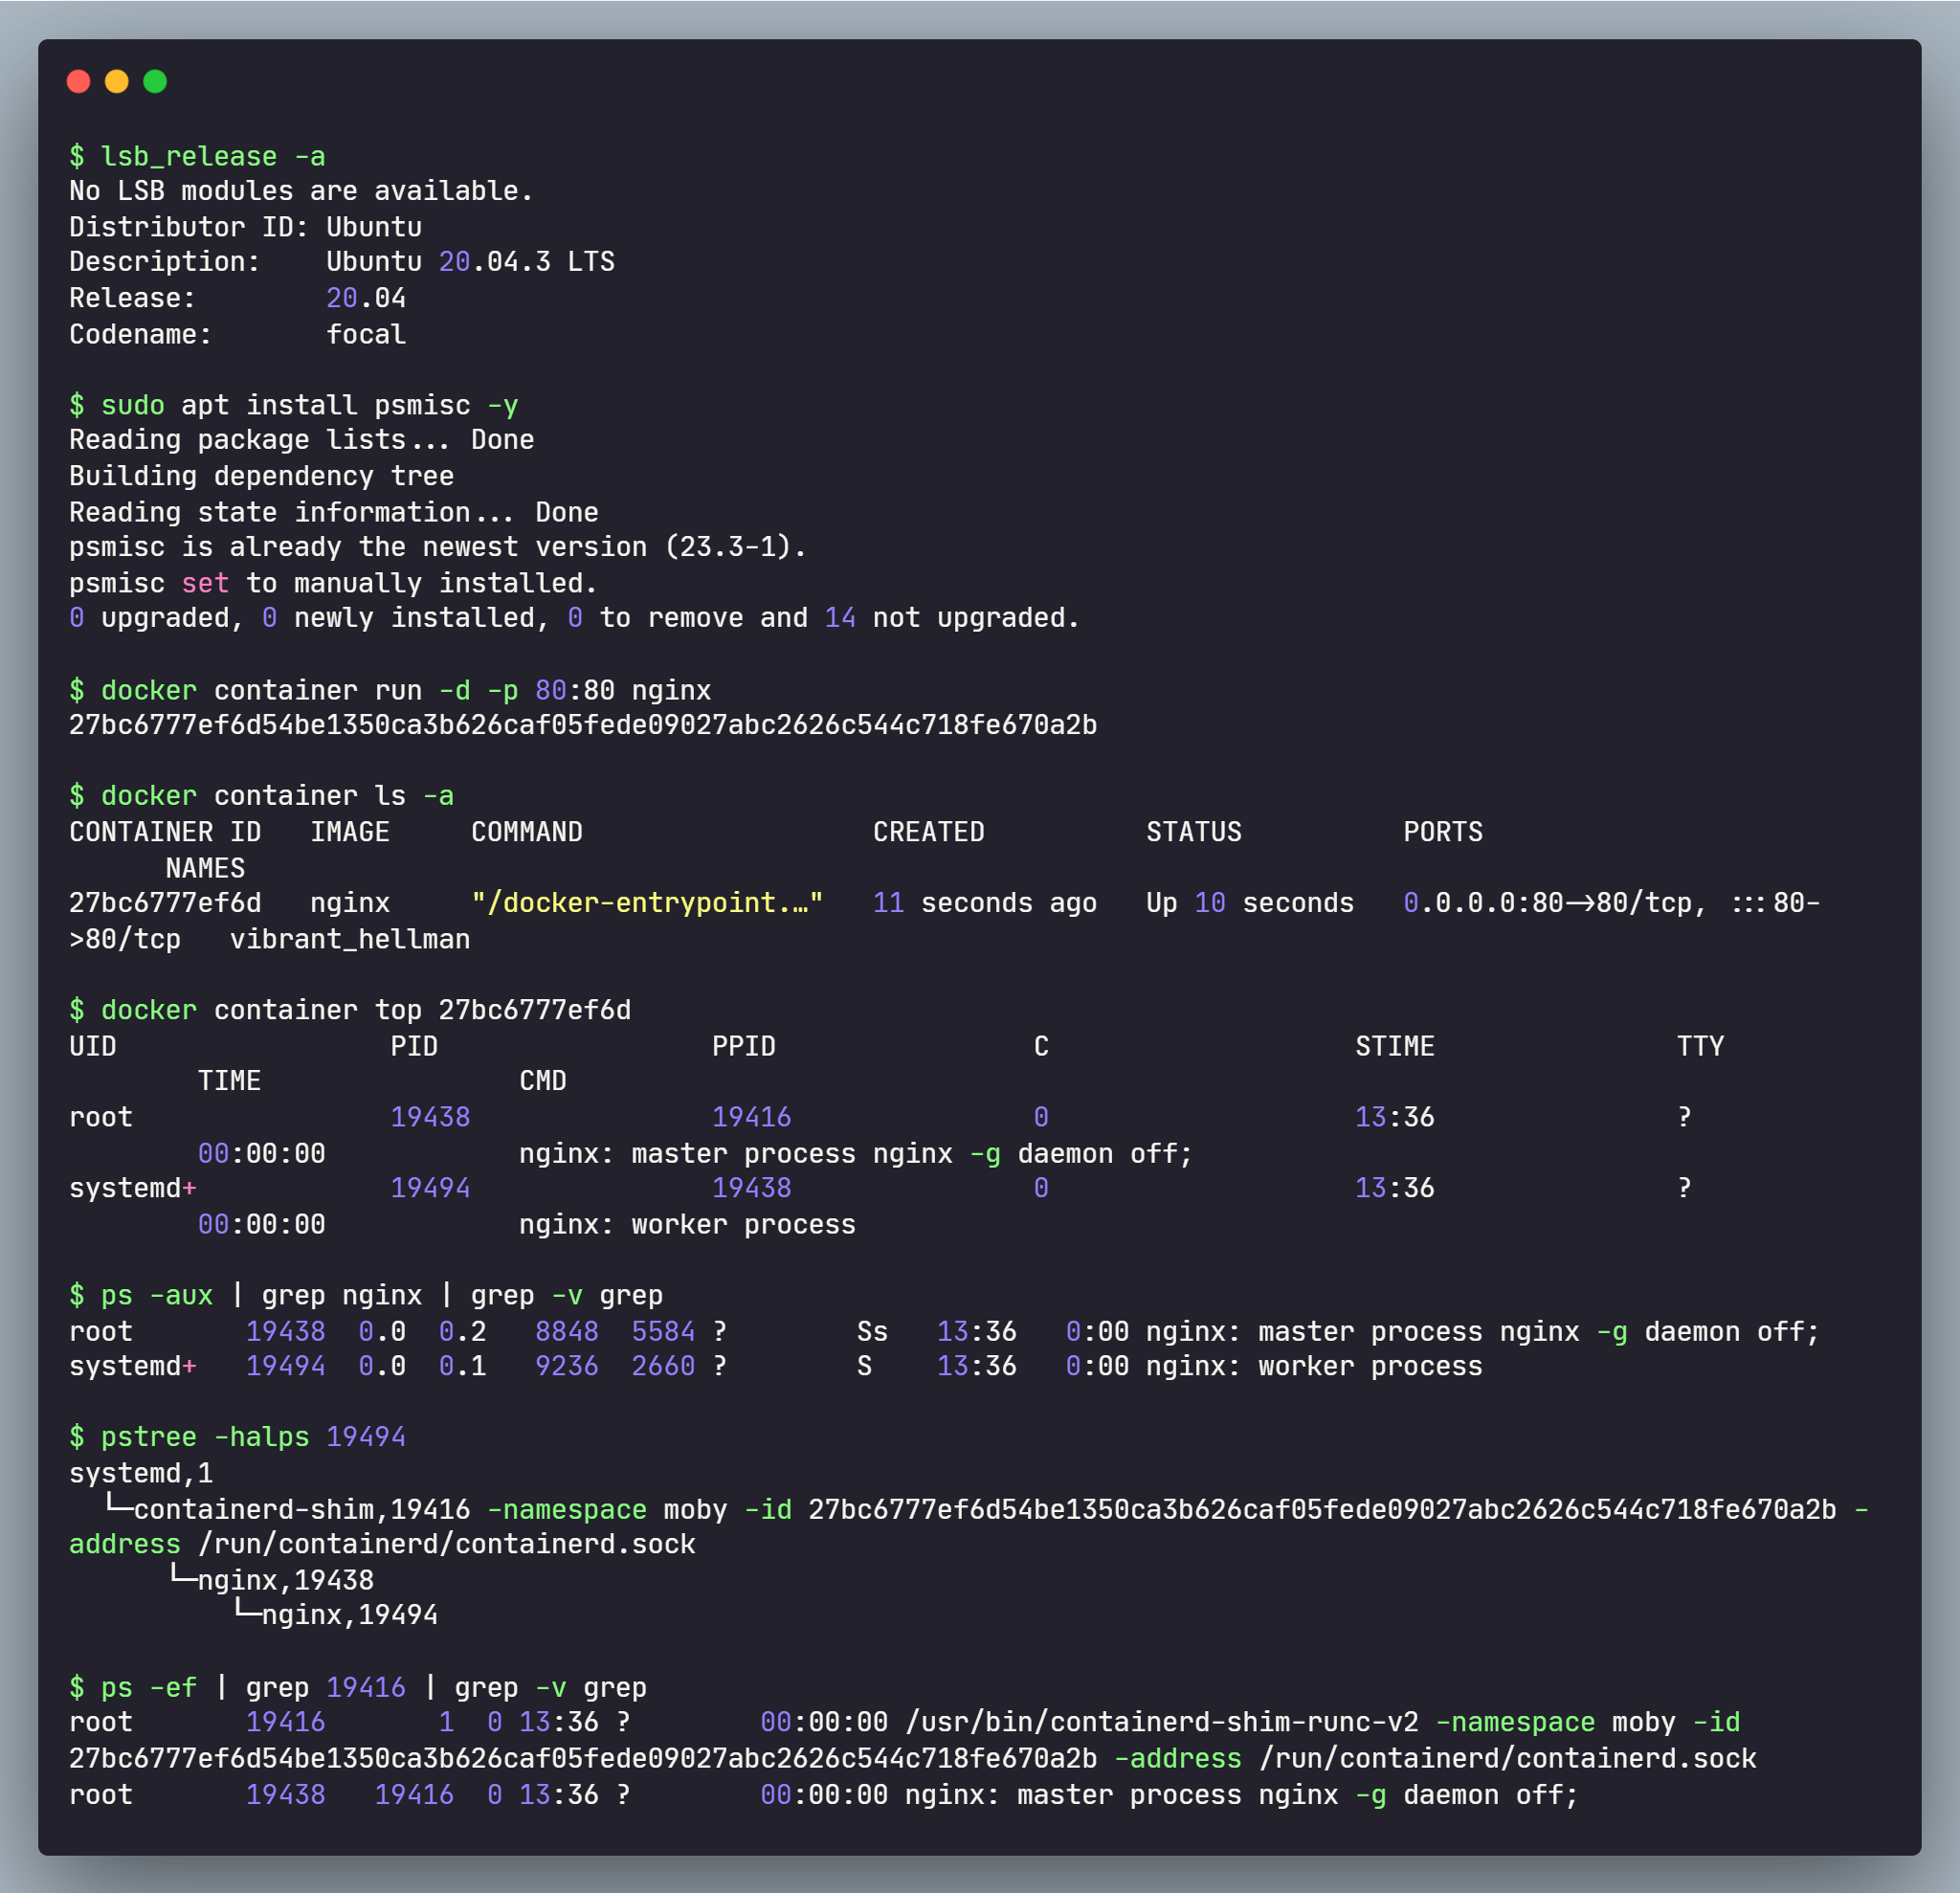 $ lsb_release -a
No LSB modules are available.
Distributor ID: Ubuntu
Description:    Ubuntu 20.04.3 LTS
Release:        20.04
Codename:       focal

$ sudo apt install psmisc -y
Reading package lists... Done
Building dependency tree
Reading state information... Done
psmisc is already the newest version (23.3-1).
psmisc set to manually installed.
0 upgraded, 0 newly installed, 0 to remove and 14 not upgraded.

$ docker container run -d -p 80:80 nginx
27bc6777ef6d54be1350ca3b626caf05fede09027abc2626c544c718fe670a2b

$ docker container ls -a
CONTAINER ID   IMAGE     COMMAND                  CREATED          STATUS          PORTS
      NAMES
27bc6777ef6d   nginx     "/docker-entrypoint.…"   11 seconds ago   Up 10 seconds   0.0.0.0:80->80/tcp, :::80-
>80/tcp   vibrant_hellman

$ docker container top 27bc6777ef6d
UID                 PID                 PPID                C                   STIME               TTY
        TIME                CMD
root                19438               19416               0                   13:36               ?
        00:00:00            nginx: master process nginx -g daemon off;
systemd+            19494               19438               0                   13:36               ?
        00:00:00            nginx: worker process

$ ps -aux | grep nginx | grep -v grep
root       19438  0.0  0.2   8848  5584 ?        Ss   13:36   0:00 nginx: master process nginx -g daemon off;
systemd+   19494  0.0  0.1   9236  2660 ?        S    13:36   0:00 nginx: worker process

$ pstree -halps 19494
systemd,1
  └─containerd-shim,19416 -namespace moby -id 27bc6777ef6d54be1350ca3b626caf05fede09027abc2626c544c718fe670a2b -
address /run/containerd/containerd.sock
      └─nginx,19438
          └─nginx,19494

$ ps -ef | grep 19416 | grep -v grep
root       19416       1  0 13:36 ?        00:00:00 /usr/bin/containerd-shim-runc-v2 -namespace moby -id
27bc6777ef6d54be1350ca3b626caf05fede09027abc2626c544c718fe670a2b -address /run/containerd/containerd.sock
root       19438   19416  0 13:36 ?        00:00:00 nginx: master process nginx -g daemon off;